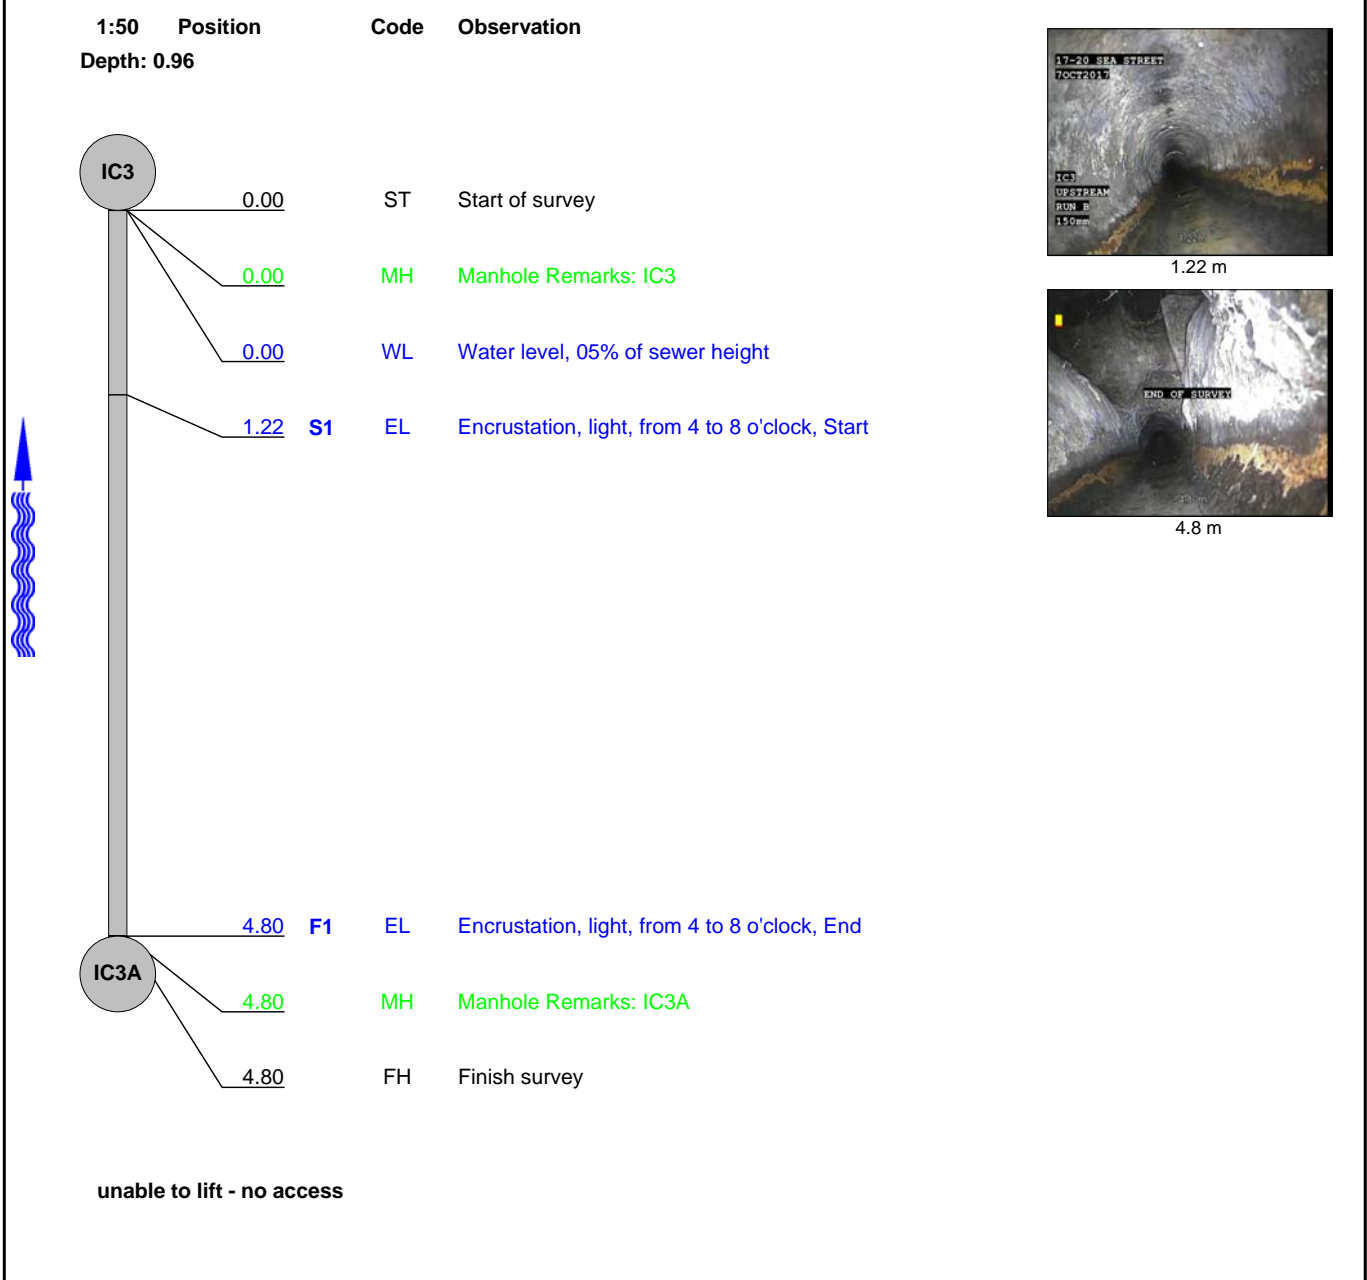 1:50 Position Code Observation
Depth: 0.96
IC3
0.00 ST Start of survey
0.00 MH Manhole Remarks: IC3
0.00 WL Water level, 05% of sewer height
1.22 S1 EL Encrustation, light, from 4 to 8 o'clock, Start
4.80 F1 EL Encrustation, light, from 4 to 8 o'clock, End
IC3A
4.80 MH Manhole Remarks: IC3A
4.80 FH Finish survey
unable to lift - no access
17-20 SEA STREET
7OCT2017
IC3
UPSTREAM
RUN B
150mm
1.22m
1.22 m
END OF SURVEY
4.80m
4.8 m